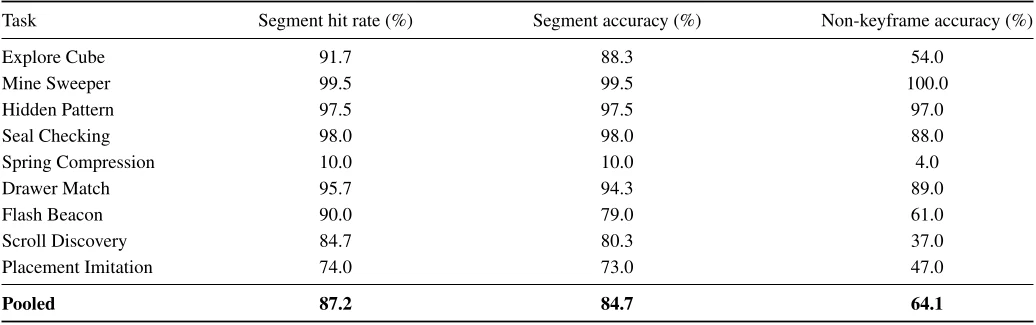 Task Segment hit rate (%) Segment accuracy (%) Non-keyframe accuracy (%)
Explore Cube 91.7 88.3 54.0
Mine Sweeper 99.5 99.5 100.0
Hidden Pattern 97.5 97.5 97.0
Seal Checking 98.0 98.0 88.0
Spring Compression 10.0 10.0 4.0
Drawer Match 95.7 94.3 89.0
Flash Beacon 90.0 79.0 61.0
Scroll Discovery 84.7 80.3 37.0
Placement Imitation 74.0 73.0 47.0
Pooled 87.2 84.7 64.1